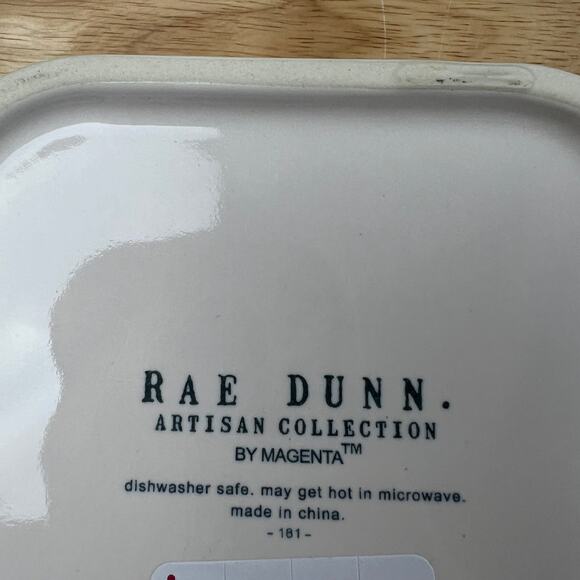 RAE DUNN.
ARTISAN COLLECTION
BY MAGENTA™
dishwasher safe. may get hot in microwave.
made in china.
- 181 -